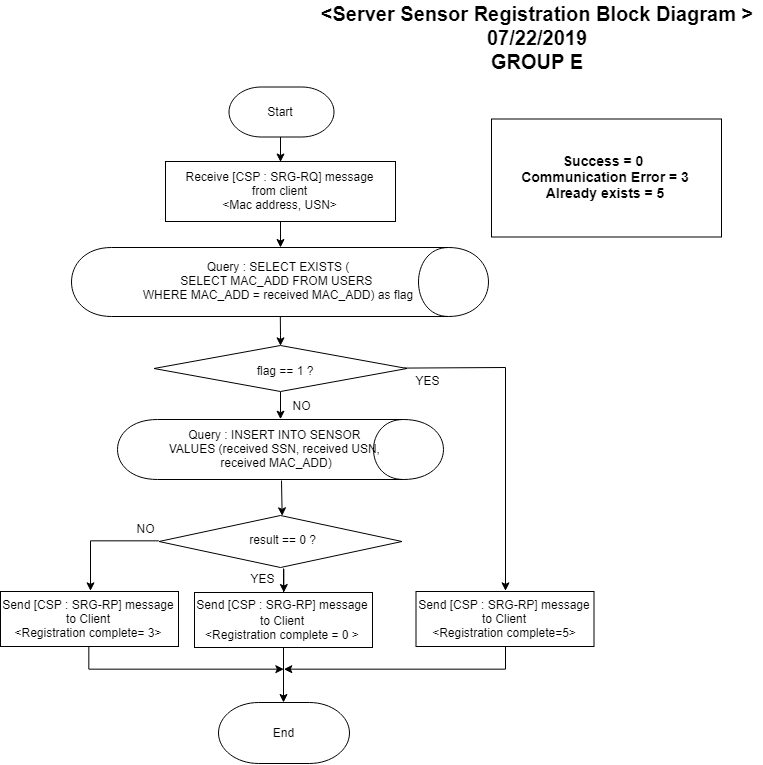 <Server Sensor Registration Block Diagram >
07/22/2019
GROUP E
Start
Success = 0
Communication Error = 3
Already exists = 5
Receive [CSP : SRG-RQ] message
from client
<Mac address, USN>
Query : SELECT EXISTS (
SELECT MAC_ADD FROM USERS
WHERE MAC_ADD = received MAC_ADD) as flag
flag == 1 ?
YES
NO
Query : INSERT INTO SENSOR
VALUES (received SSN, received USN,
received MAC_ADD)
NO
result == 0 ?
YES
Send [CSP : SRG-RP] message
to Client
<Registration complete= 3>
Send [CSP : SRG-RP] message
to Client
<Registration complete = 0 >
Send [CSP : SRG-RP] message
to Client
<Registration complete=5>
End